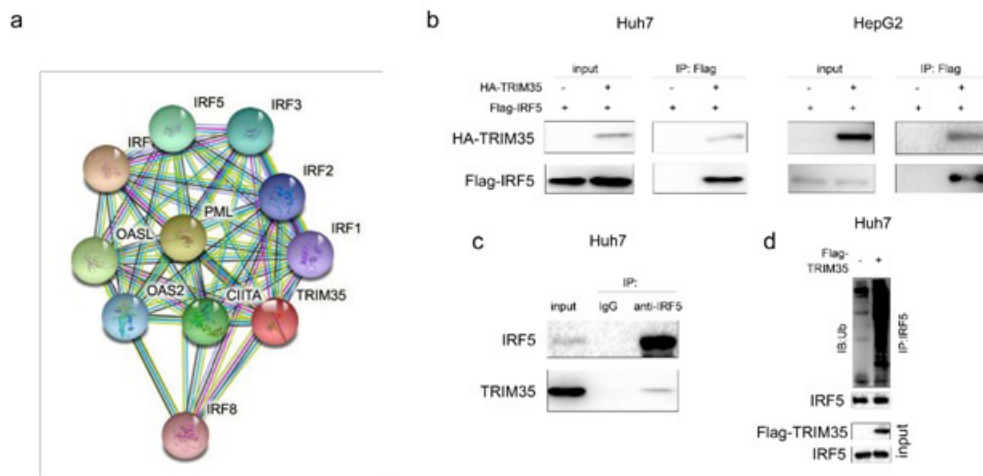 a
IRF5
IRF3
IRF
IRF2
PML
OASL
IRF1
OAS2
CIITA
TRIM35
IRF8
b
Huh7
HepG2
input
IP: Flag
input
IP: Flag
HA-TRIM35 - + - + - + - +
Flag-IRF5 + + + + + + + +
HA-TRIM35
Flag-IRF5
c
Huh7
IP:
input IgG anti-IRF5
IRF5
TRIM35
d
Huh7
Flag-
TRIM35 - +
IB:Ub
IP:IRF5
IRF5
Flag-TRIM35
IRF5
input